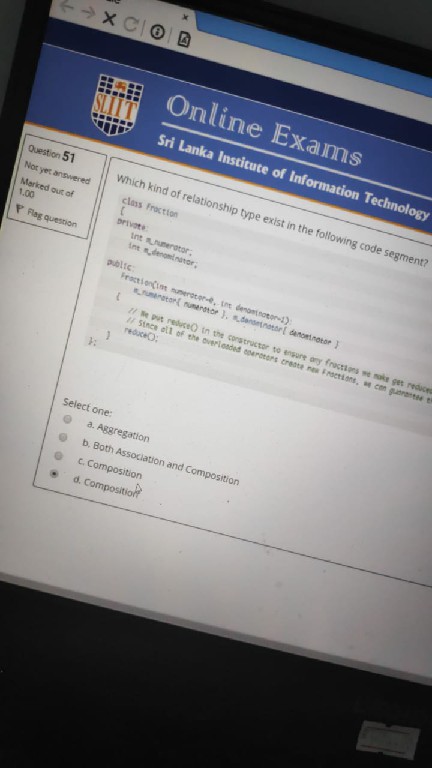 SLIIT
Online Exams
Sri Lanka Institute of Information Technology
Question 51
Not yet answered
Marked out of
1.00
Flag question
Which kind of relationship type exist in the following code segment?
class Fraction
{
private:
int m_numerator;
int m_denominator;
public:
Fraction(int numerator=0, int denominator=1):
m_numerator{ numerator }, m_denominator{ denominator }
{
// We put reduce() in the constructor to ensure any fractions we make get reduced
// Since all of the overloaded operators create new Fractions, we can guarantee
reduce();
}
};
Select one:
a. Aggregation
b. Both Association and Composition
c. Composition
d. Composition